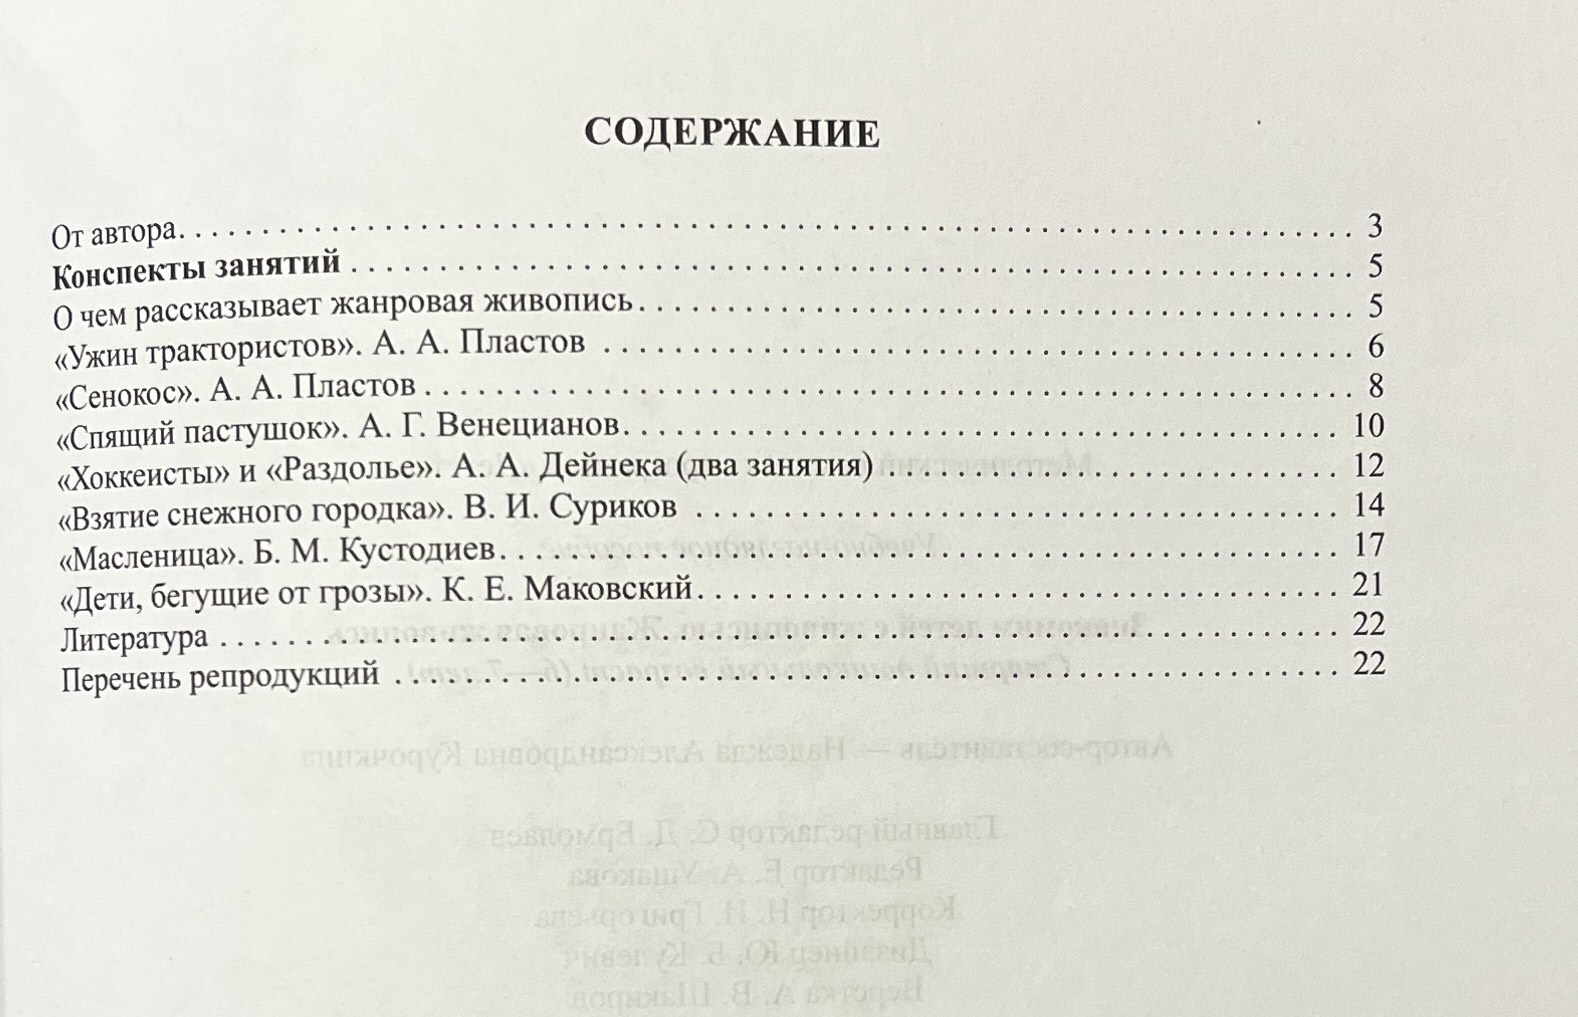 СОДЕРЖАНИЕ
От автора. . . . . . . . . . . . . . . . . . . . 3
Конспекты занятий . . . . . . . . . . . . . . . . . . . . 5
О чем рассказывает жанровая живопись. . . . . . . . . . . . . . . . . . . . 5
«Ужин трактористов». А. А. Пластов . . . . . . . . . . . . . . . . . . . . 6
«Сенокос». А. А. Пластов . . . . . . . . . . . . . . . . . . . . 8
«Спящий пастушок». А. Г. Венецианов. . . . . . . . . . . . . . . . . . . . 10
«Хоккеисты» и «Раздолье». А. А. Дейнека (два занятия) . . . . . . . . . . . . . . . . . . . . 12
«Взятие снежного городка». В. И. Суриков . . . . . . . . . . . . . . . . . . . . 14
«Масленица». Б. М. Кустодиев. . . . . . . . . . . . . . . . . . . . 17
«Дети, бегущие от грозы». К. Е. Маковский. . . . . . . . . . . . . . . . . . . . 21
Литература . . . . . . . . . . . . . . . . . . . . 22
Перечень репродукций . . . . . . . . . . . . . . . . . . . . 22